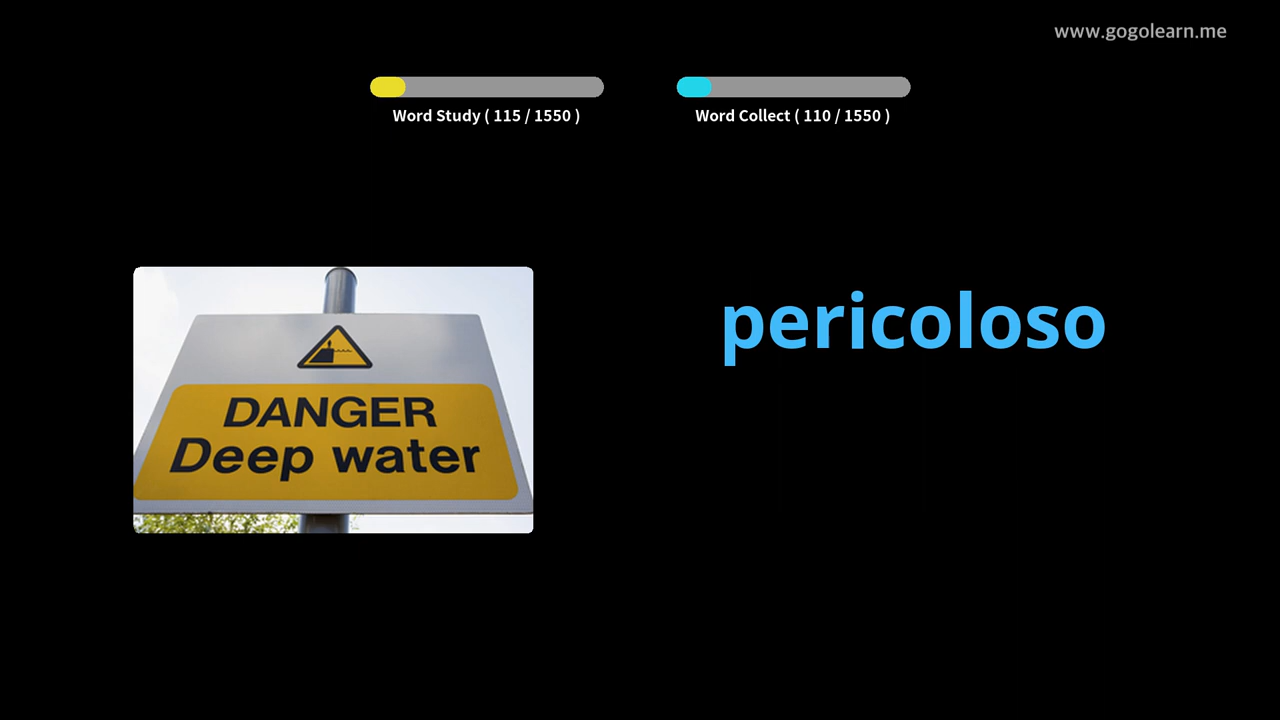 www.gogolearn.me
Word Study ( 115 / 1550 )
Word Collect ( 110 / 1550 )
pericoloso
DANGER
Deep water